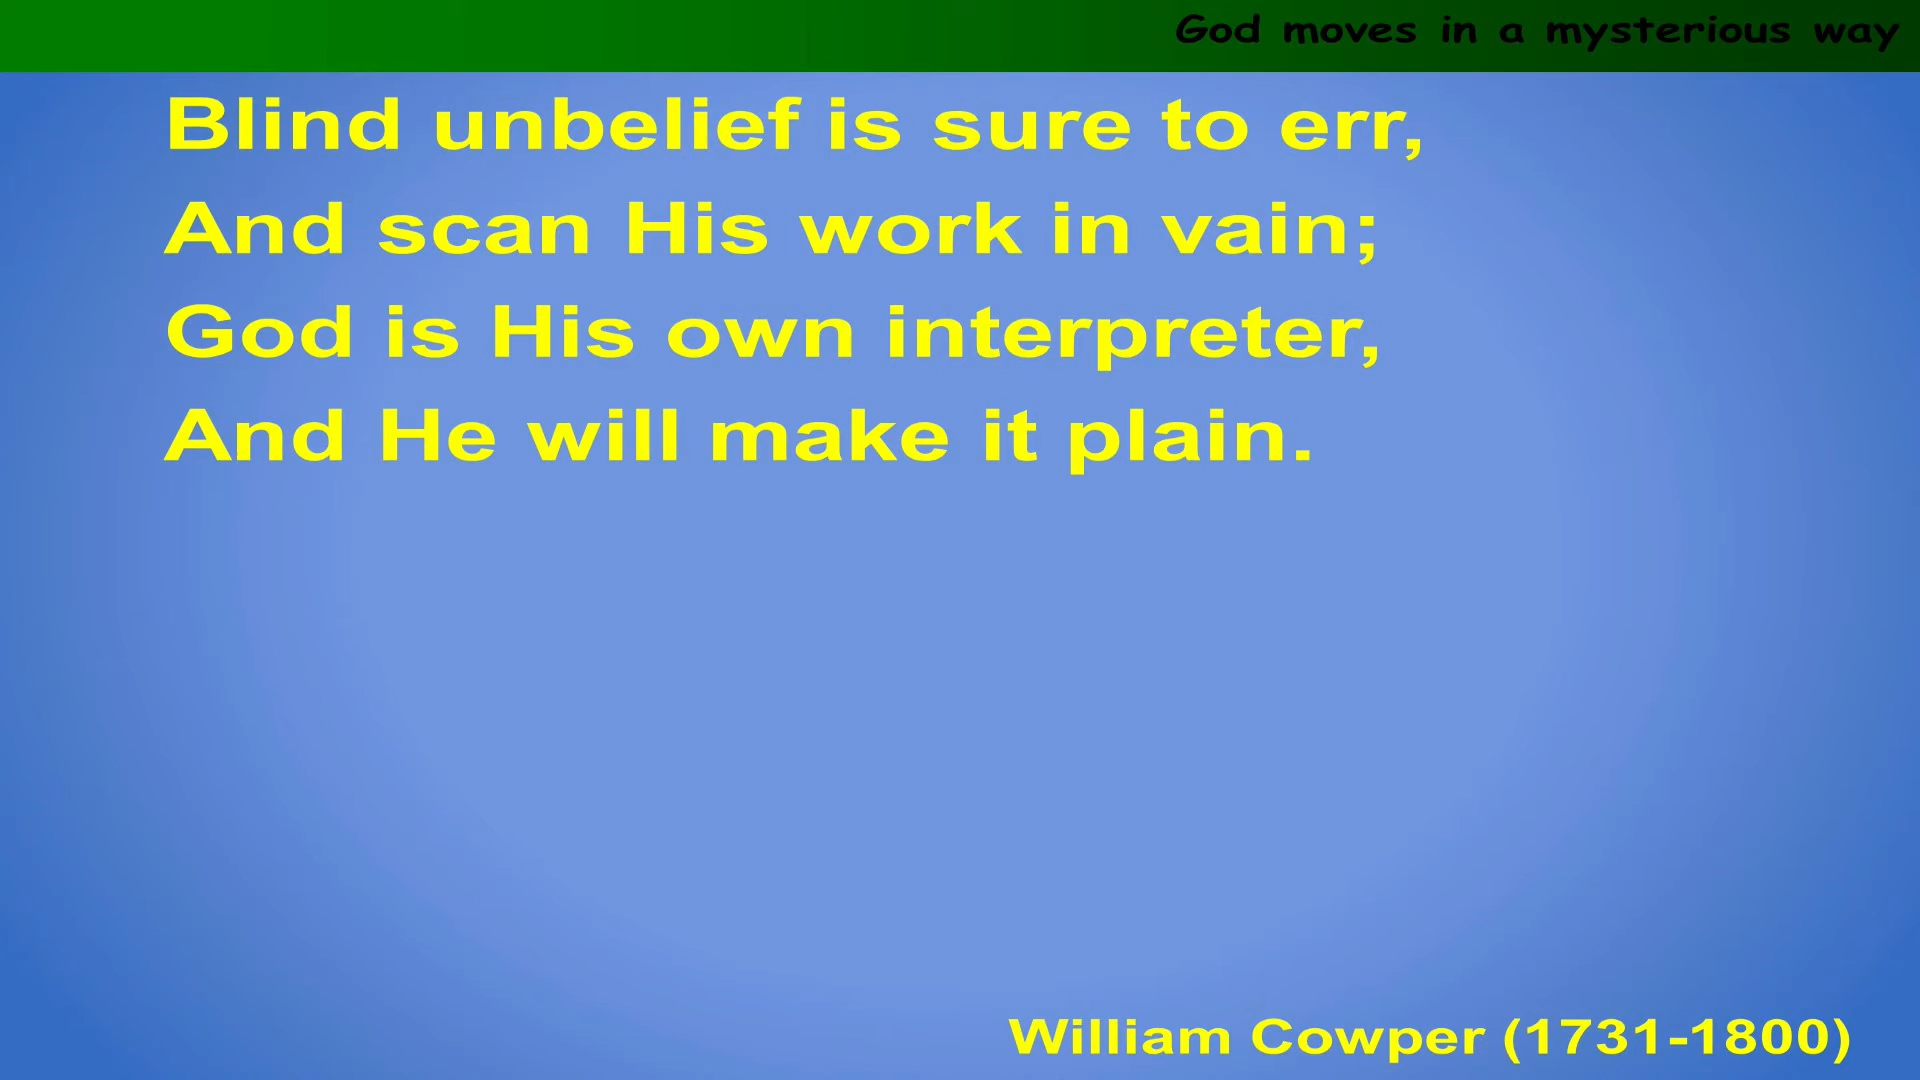 God moves in a mysterious way
Blind unbelief is sure to err,
And scan His work in vain;
God is His own interpreter,
And He will make it plain.
William Cowper (1731-1800)